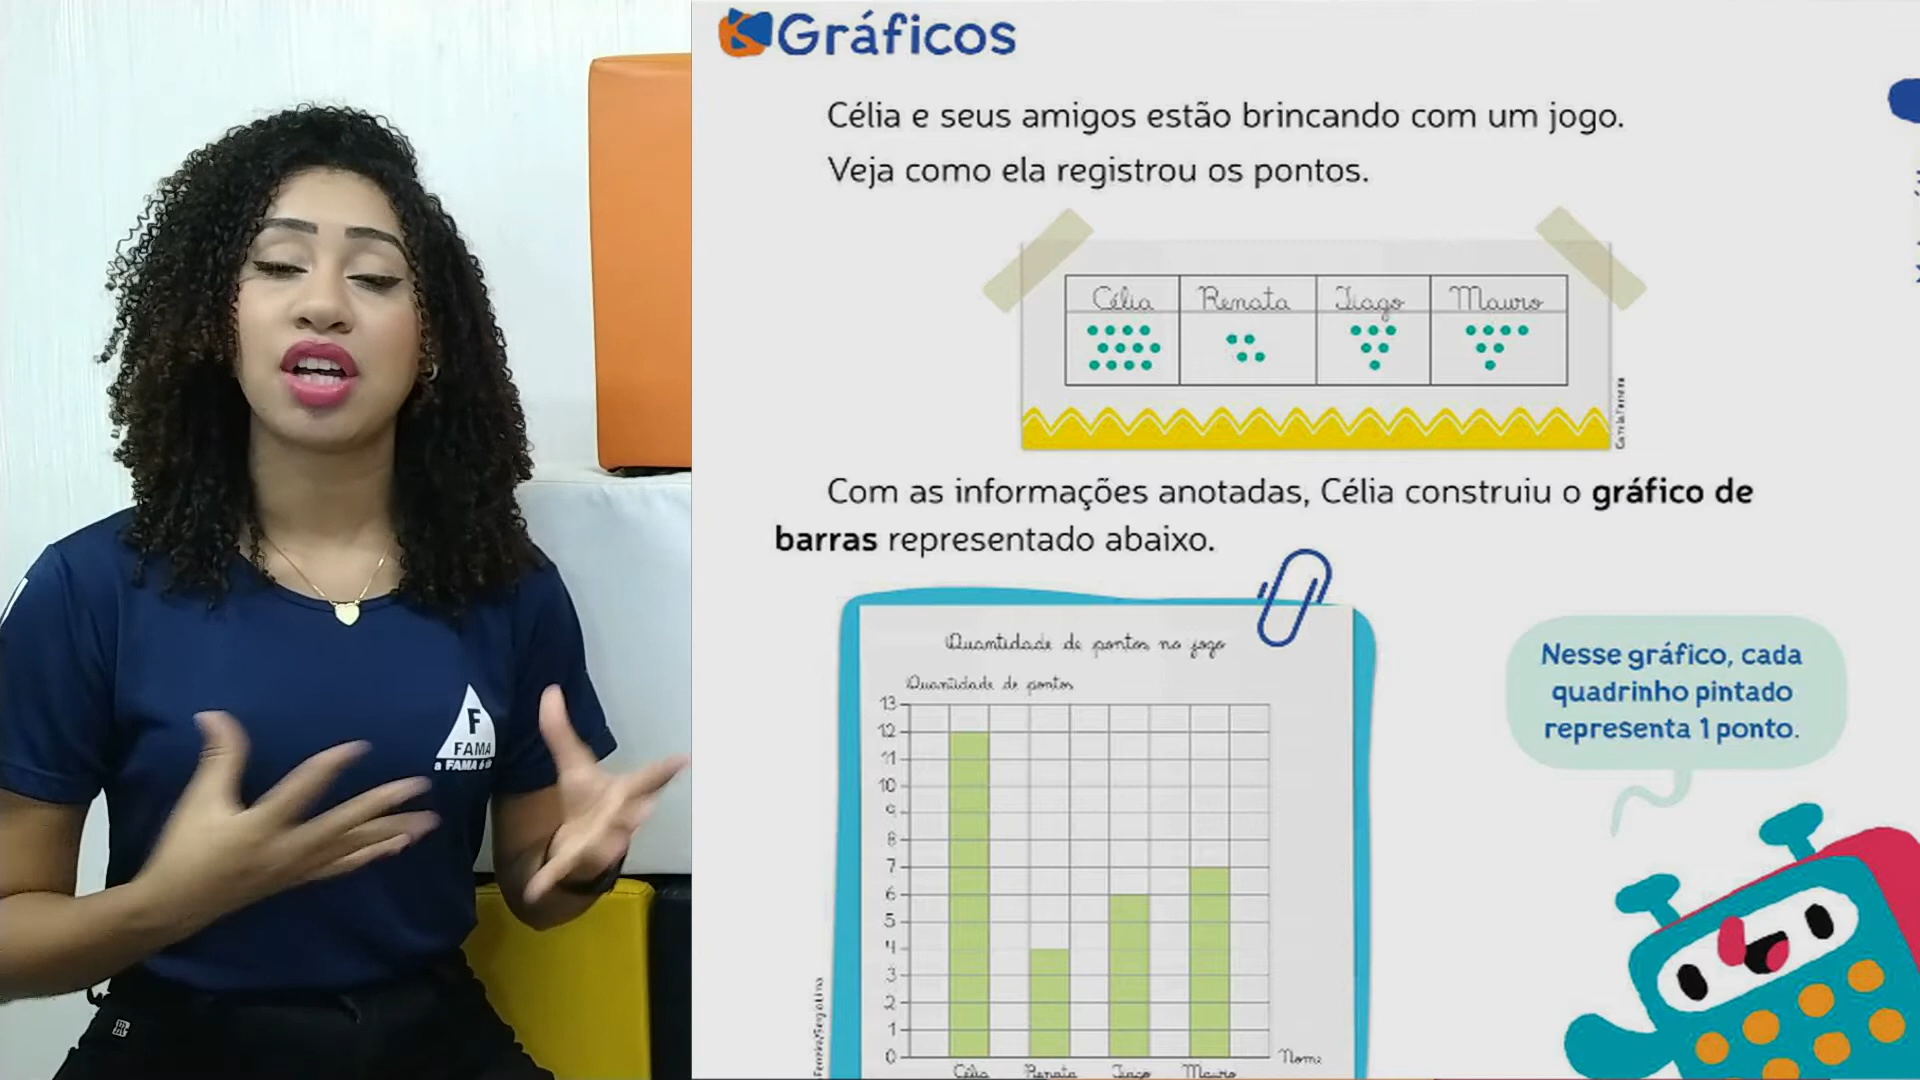 Gráficos
Célia e seus amigos estão brincando com um jogo.
Veja como ela registrou os pontos.
Célia Renata Tiago Mauro
Com as informações anotadas, Célia construiu o gráfico de
barras representado abaixo.
Quantidade de pontos no jogo
Quantidade de pontos
13
12
11
10
9
8
7
6
5
4
3
2
1
0
Nome
Célia Renata Tiago Mauro
Nesse gráfico, cada
quadrinho pintado
representa 1 ponto.
F
FAMA
a FAMA é